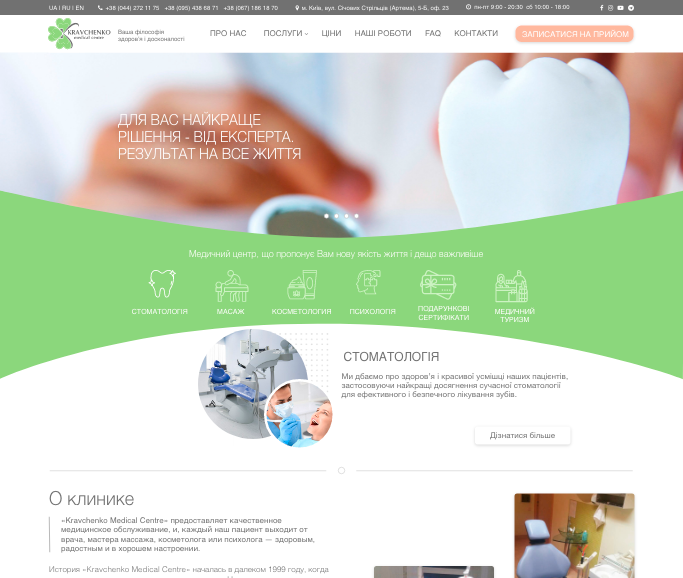 UA I RU I EN
+38 (044) 272 11 75 +38 (095) 438 68 71 +38 (067) 186 18 70
м. Київ, вул. Січових Стрільців (Артема), 5-Б, оф. 23
пн-пт 9:00 - 20:30 сб 10:00 - 18:00
KRAVCHENKO
medical centre
Ваша філософія
здоров'я і досконалості
ПРО НАС ПОСЛУГИ ЦІНИ НАШІ РОБОТИ FAQ КОНТАКТИ
ЗАПИСАТИСЯ НА ПРИЙОМ
ДЛЯ ВАС НАЙКРАЩЕ
РІШЕННЯ - ВІД ЕКСПЕРТА.
РЕЗУЛЬТАТ НА ВСЕ ЖИТТЯ
Медичний центр, що пропонує Вам нову якість життя і дещо важливіше
СТОМАТОЛОГІЯ
МАСАЖ
КОСМЕТОЛОГИЯ
ПСИХОЛОГІЯ
ПОДАРУНКОВІ
СЕРТИФІКАТИ
МЕДИЧНИЙ
ТУРИЗМ
СТОМАТОЛОГІЯ
Ми дбаємо про здоров'я і красивої усмішці наших пацієнтів,
застосовуючи найкращі досягнення сучасної стоматології
для ефективного і безпечного лікування зубів.
Дізнатися більше
О клинике
«Kravchenko Medical Centre» предоставляет качественное
медицинское обслуживание, и, каждый наш пациент выходит от
врача, мастера массажа, косметолога или психолога — здоровым,
радостным и в хорошем настроении.
История «Kravchenko Medical Centre» началась в далеком 1999 году, когда